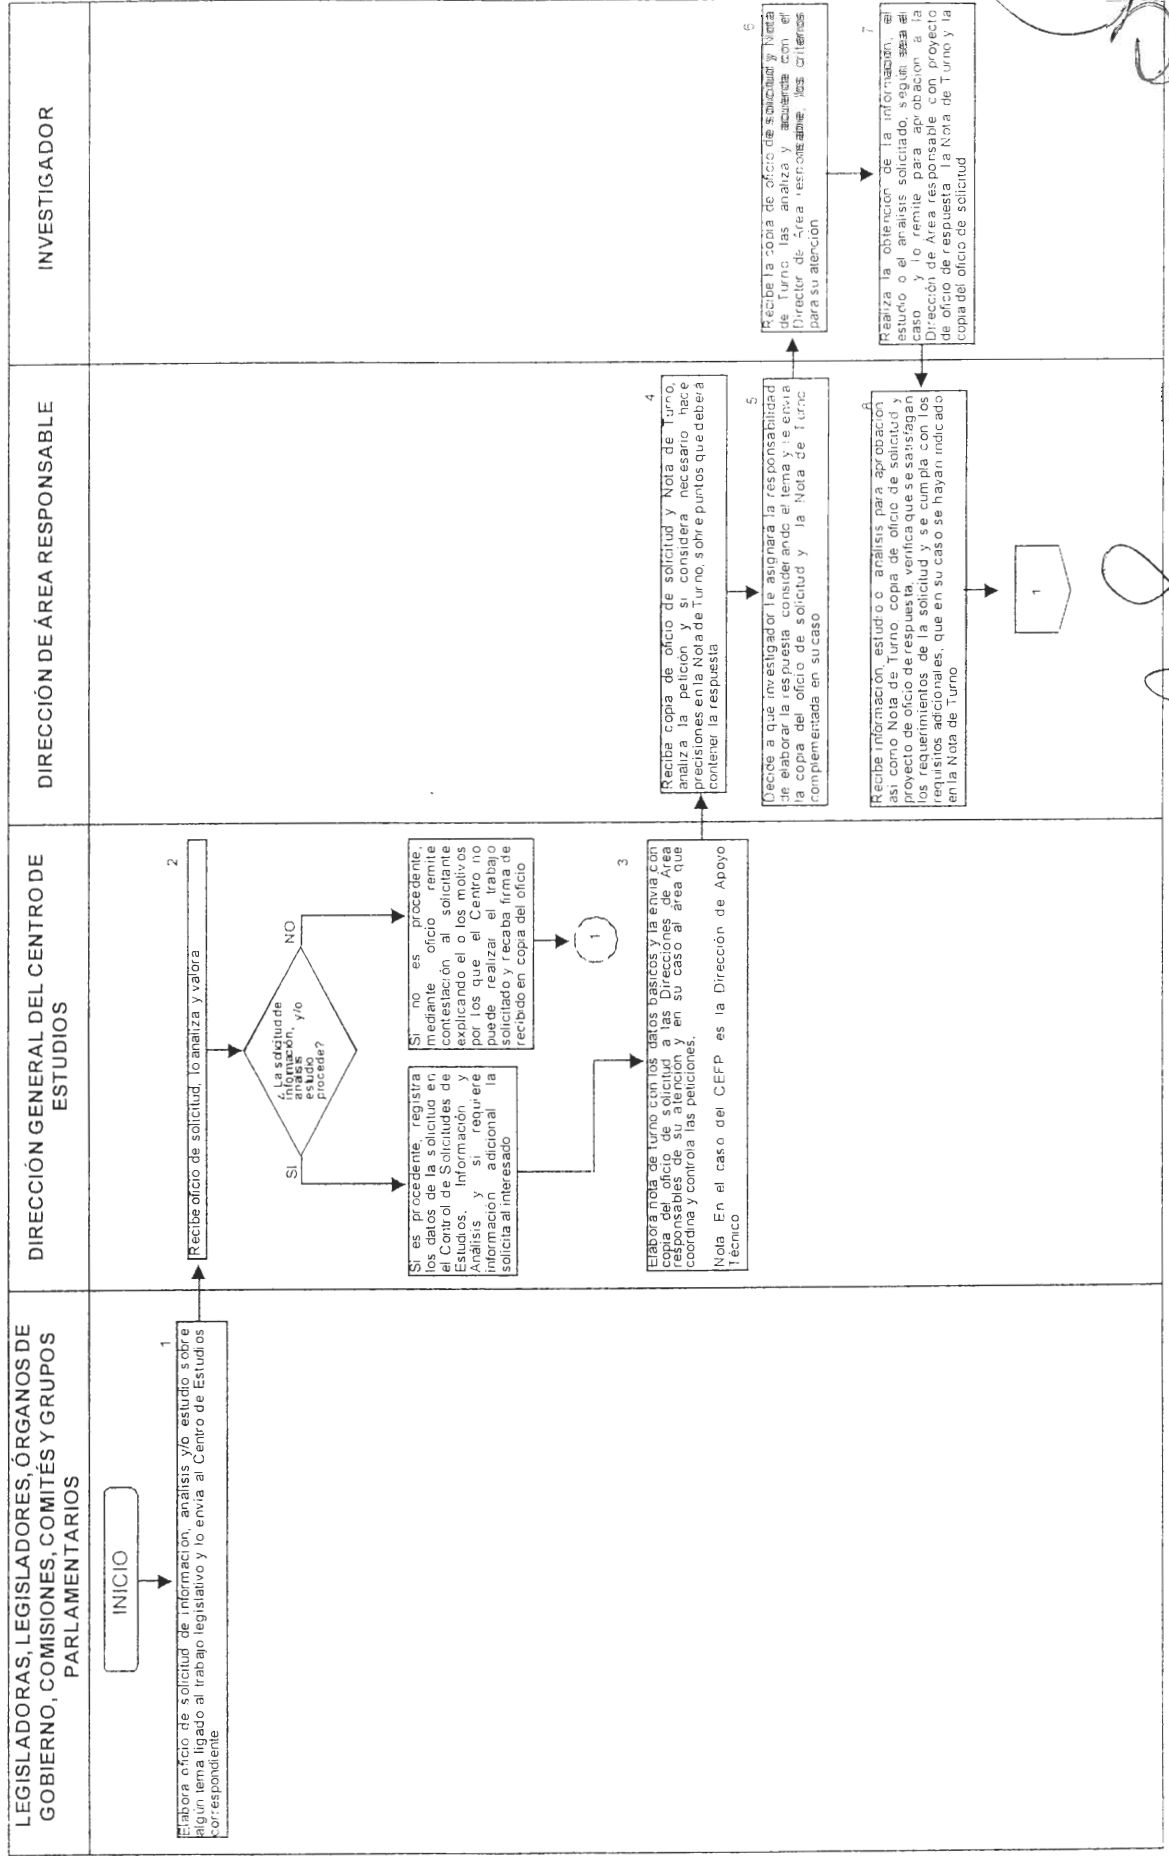 LEGISLADORAS, LEGISLADORES, ÓRGANOS DE
GOBIERNO, COMISIONES, COMITÉS Y GRUPOS
PARLAMENTARIOS
DIRECCIÓN GENERAL DEL CENTRO DE
ESTUDIOS
DIRECCIÓN DE ÁREA RESPONSABLE
INVESTIGADOR
INICIO
1
Elabora oficio de solicitud de información, análisis y/o estudio sobre
algún tema ligado al trabajo legislativo y lo envia al Centro de Estudios
correspondiente
2
Recibe oficio de solicitud, lo analiza y valora
¿La solicitud de
información,
análisis y/o
estudio
procede?
SI
NO
Si es procedente, registra
los datos de la solicitud en
el Control de Solicitudes de
Estudios, Información y
Análisis y si requiere
información adicional la
solicita al interesado
Si no es procedente,
mediante oficio remite
contestación al solicitante
explicando el o los motivos
por los que el Centro no
puede realizar el trabajo
solicitado y recaba firma de
recibido en copia del oficio
1
3
Elabora nota de turno con los datos básicos y la envía con
copia del oficio de solicitud a las Direcciones de Área
responsables de su atención y en su caso al área que
coordina y controla las peticiones.
Nota En el caso del CEFP es la Dirección de Apoyo
Técnico
4
Recibe copia de oficio de solicitud y Nota de Turno,
analiza la petición y si considera necesario hace
precisiones en la Nota de Turno, sobre puntos que deberá
contener la respuesta
5
Decide a que investigador le asignará la responsabilidad
de elaborar la respuesta considerando el tema y le envia
la copia del oficio de solicitud y la Nota de Turno
complementada en su caso
6
Recibe la copia de oficio de solicitud y Nota
de Turno las analiza y acuerda con el
Director de Área responsable, los criterios
para su atención
7
Realiza la obtención de la información, el
estudio o el análisis solicitado, según sea el
caso y lo remite para aprobación a la
Dirección de Área responsable con proyecto
de oficio de respuesta la Nota de Turno y la
copia del oficio de solicitud
8
Recibe información, estudio o análisis para aprobación
así como Nota de Turno, copia de oficio de solicitud y
proyecto de oficio de respuesta, verifica que se satisfagan
los requerimientos de la solicitud y se cumpla con los
requisitos adicionales, que en su caso se hayan indicado
en la Nota de Turno
1